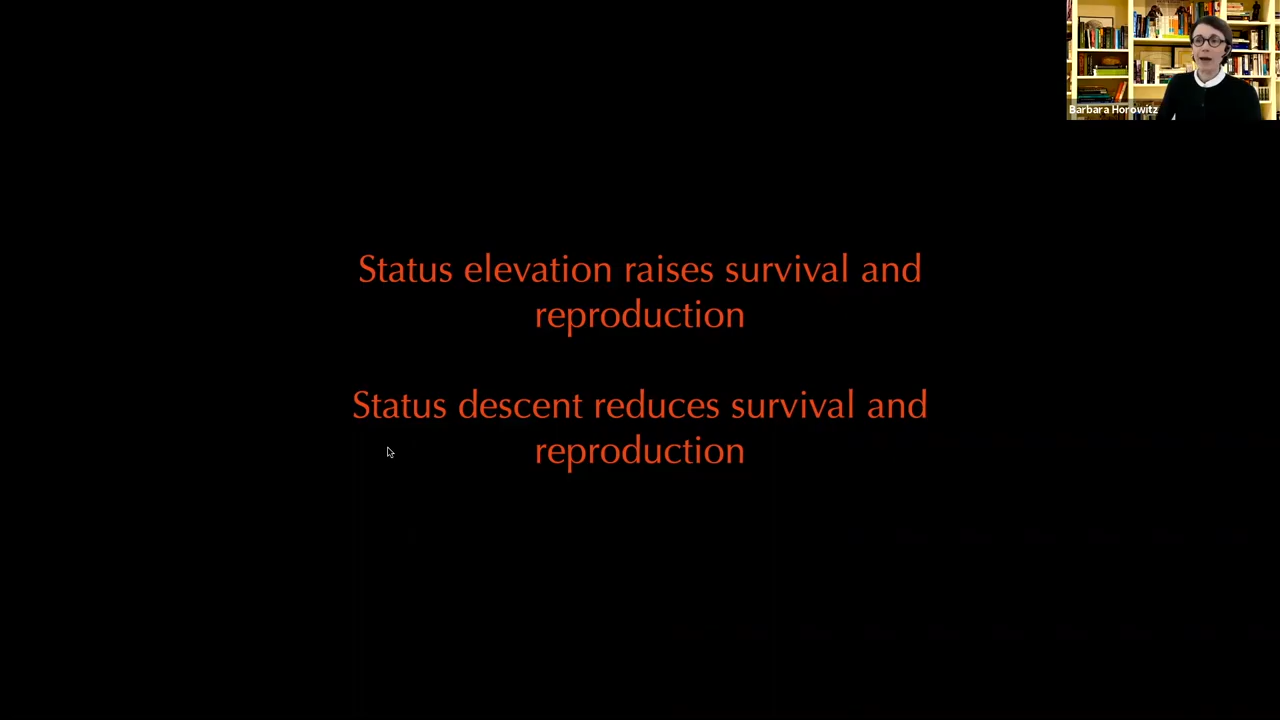 Barbara Horowitz
Status elevation raises survival and
reproduction
Status descent reduces survival and
reproduction